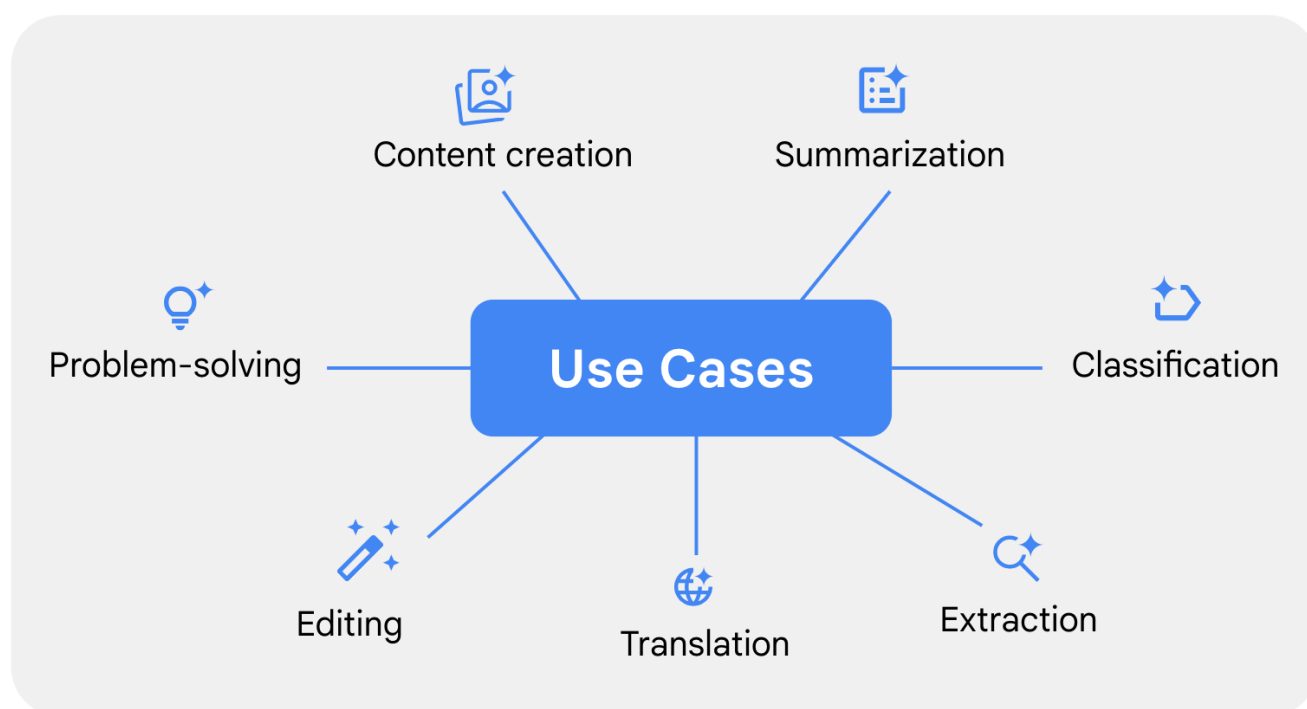 Content creation
Summarization
Problem-solving
Use Cases
Classification
Editing
Translation
Extraction